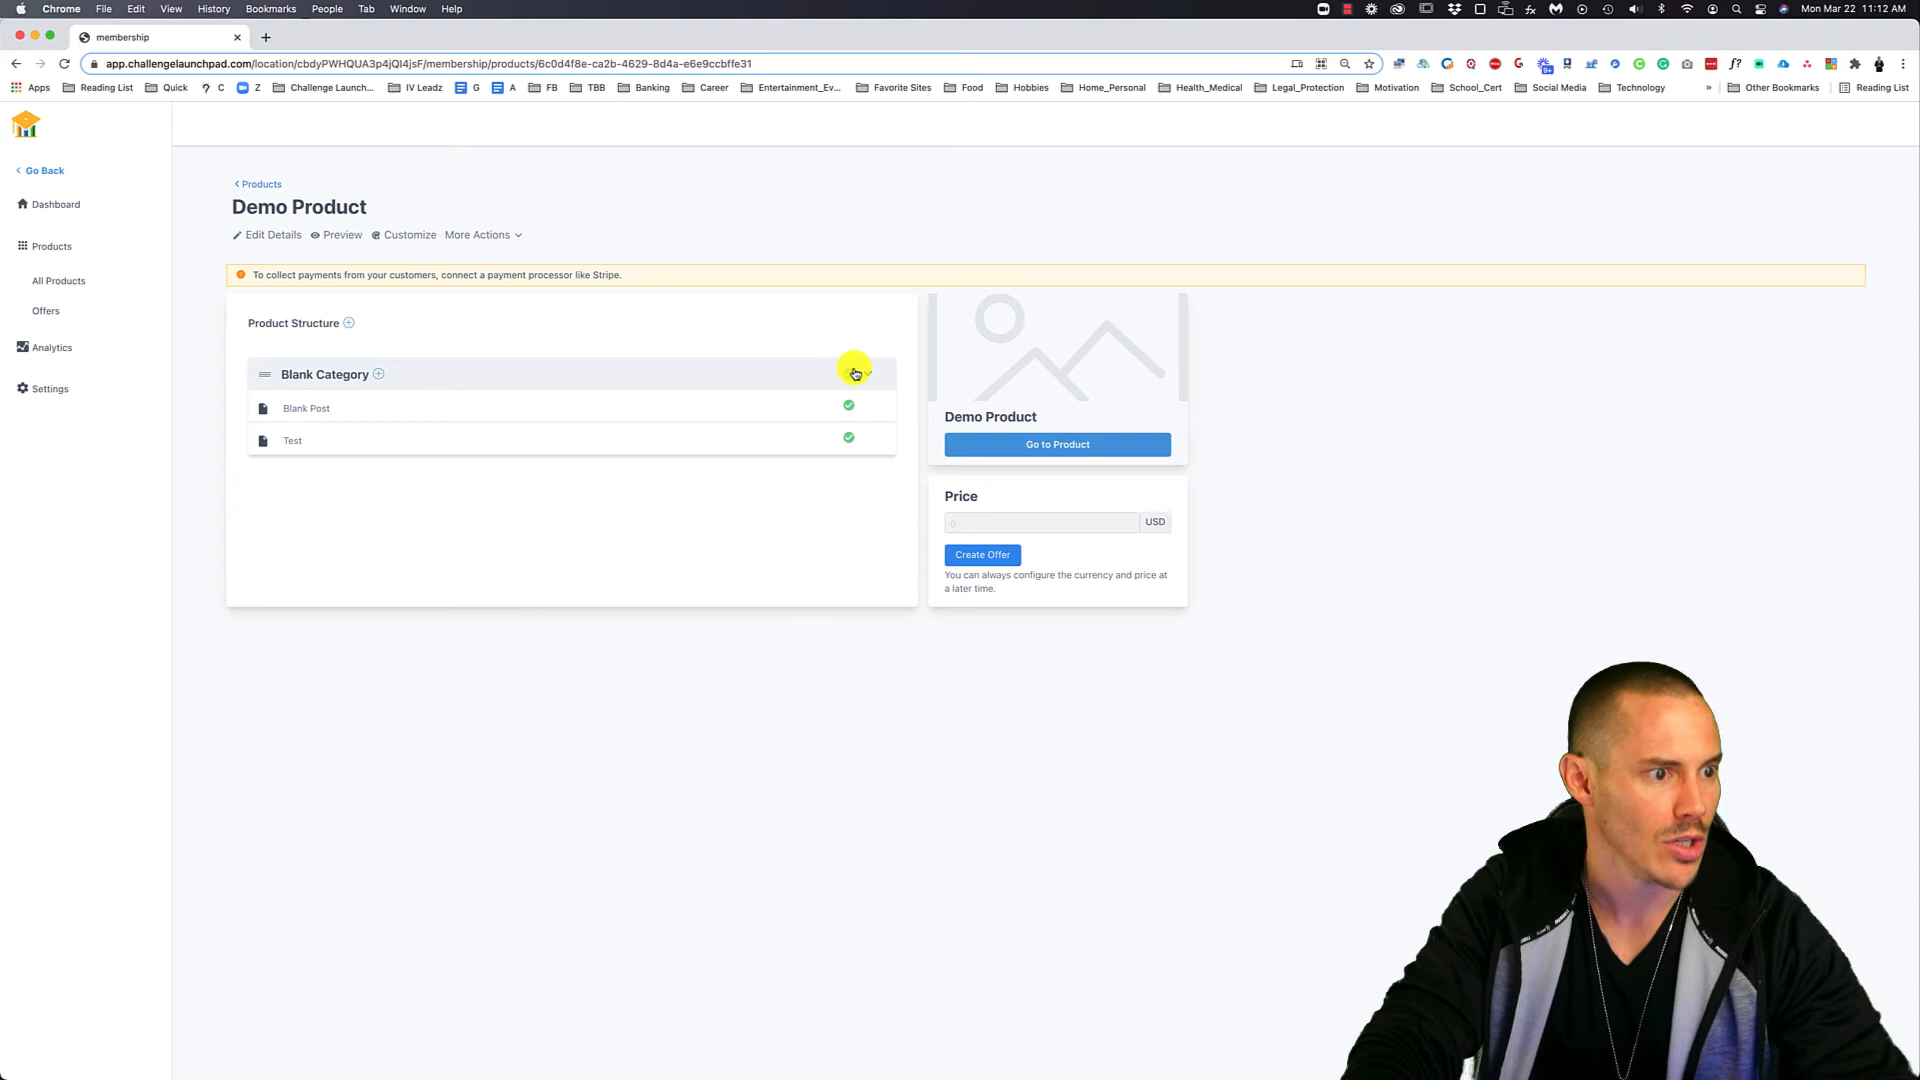 Chrome File Edit View History Bookmarks People Tab Window Help Mon Mar 22 11:12 AM
membership
app.challengelaunchpad.com/location/cbdyPWHQUA3p4jQI4jsF/membership/products/6c0d4f8e-ca2b-4629-8d4a-e6e9ccbffe31
Apps Reading List Quick C Z Challenge Launch... IV Leadz G A FB TBB Banking Career Entertainment_Ev... Favorite Sites Food Hobbies Home_Personal Health_Medical Legal_Protection Motivation School_Cert Social Media Technology » Other Bookmarks Reading List
Go Back
Dashboard
Products
All Products
Offers
Analytics
Settings
Products
Demo Product
Edit Details Preview Customize More Actions
To collect payments from your customers, connect a payment processor like Stripe.
Product Structure
Blank Category
Blank Post
Test
Demo Product
Go to Product
Price
0 USD
Create Offer
You can always configure the currency and price at
a later time.